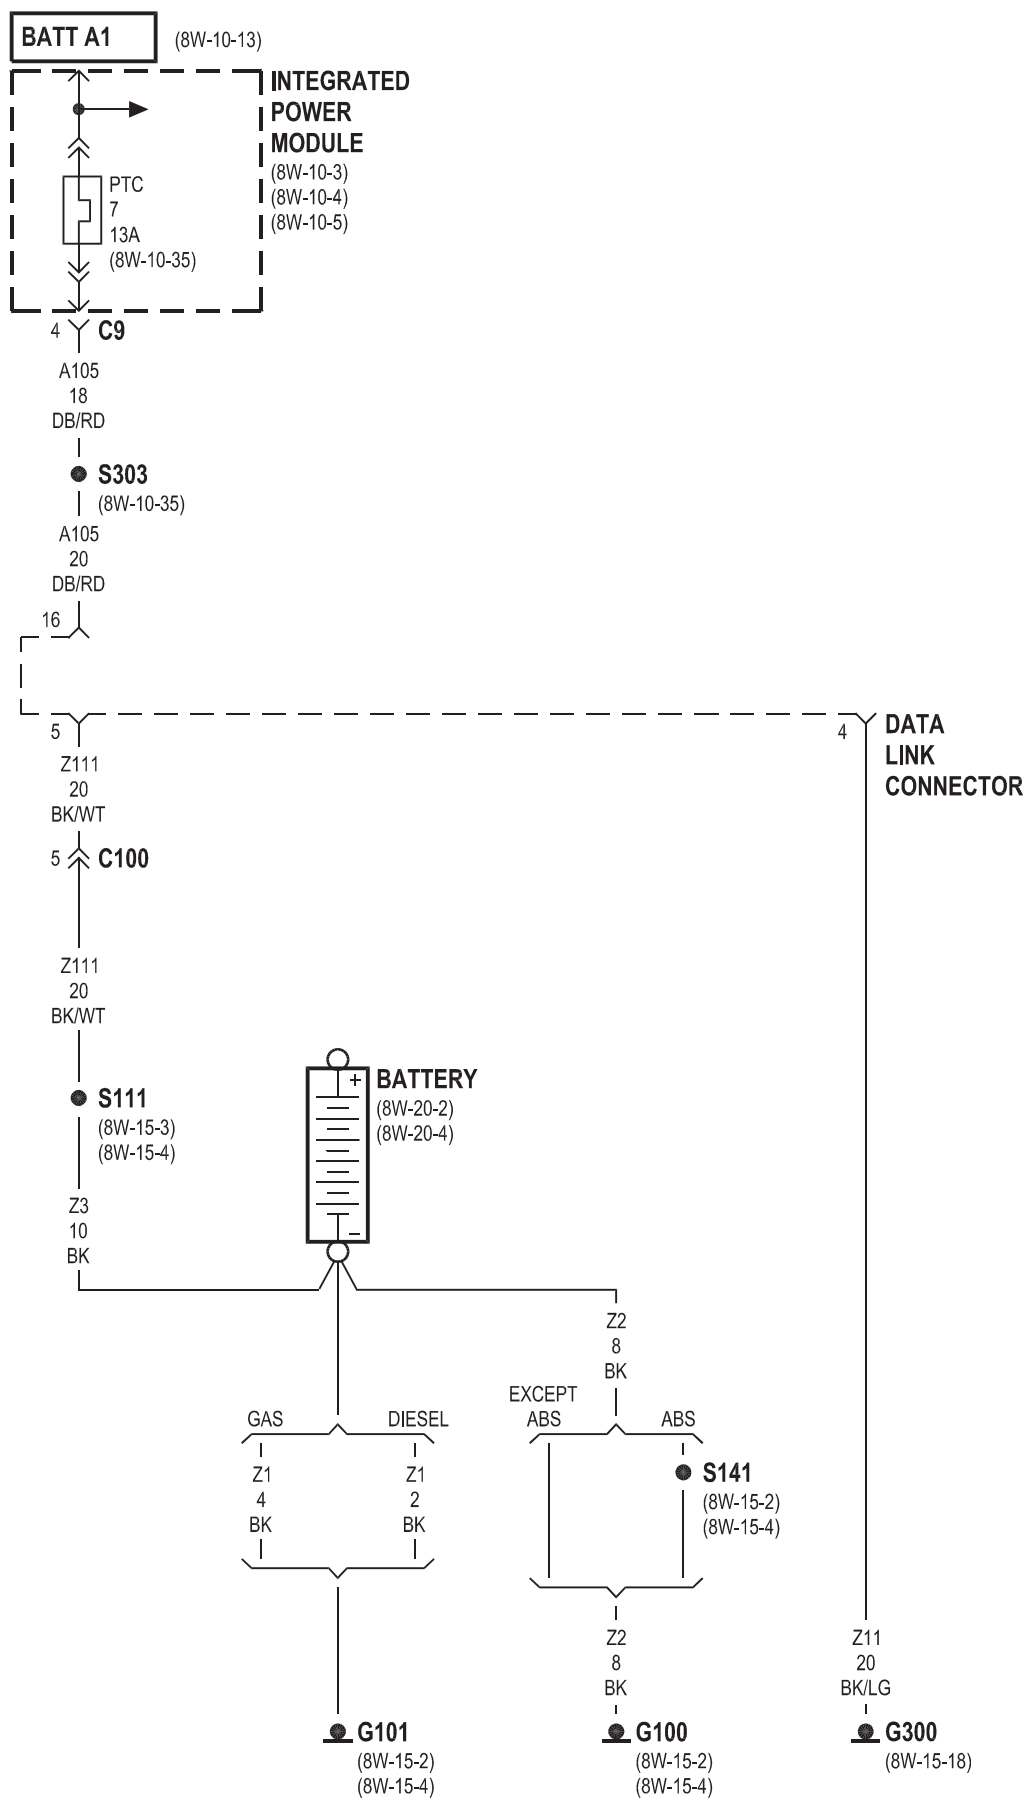 BATT A1
(8W-10-13)
INTEGRATED
POWER
MODULE
(8W-10-3)
(8W-10-4)
(8W-10-5)
PTC
7
13A
(8W-10-35)
4
C9
A105
18
DB/RD
S303
(8W-10-35)
A105
20
DB/RD
16
5
4
DATA
LINK
CONNECTOR
Z111
20
BK/WT
5
C100
Z111
20
BK/WT
S111
(8W-15-3)
(8W-15-4)
+
BATTERY
(8W-20-2)
(8W-20-4)
–
Z3
10
BK
Z2
8
BK
GAS
DIESEL
EXCEPT
ABS
ABS
Z1
4
BK
Z1
2
BK
S141
(8W-15-2)
(8W-15-4)
Z2
8
BK
Z11
20
BK/LG
G101
(8W-15-2)
(8W-15-4)
G100
(8W-15-2)
(8W-15-4)
G300
(8W-15-18)